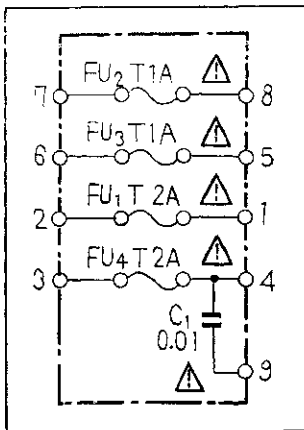 7 FU₂ T1A 8
6 FU₃ T1A 5
2 FU₁ T 2A 1
3 FU₄ T 2A 4
C₁
0.01
9